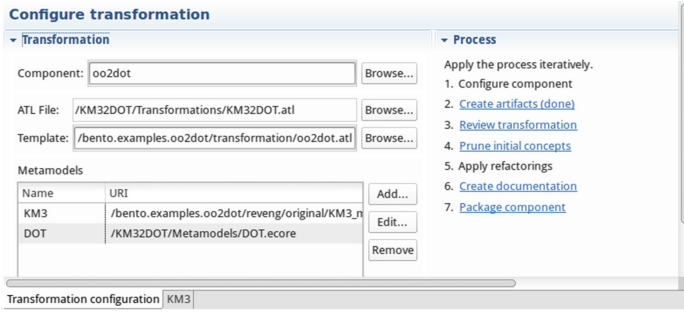 Configure transformation
Transformation
Component: oo2dot Browse...
ATL File: /KM32DOT/Transformations/KM32DOT.atl Browse...
Template: /bento.examples.oo2dot/transformation/oo2dot.atl Browse...
Metamodels
Name URI
KM3 /bento.examples.oo2dot/reveng/original/KM3_m
DOT /KM32DOT/Metamodels/DOT.ecore
Add...
Edit...
Remove
Process
Apply the process iteratively.
1. Configure component
2. Create artifacts (done)
3. Review transformation
4. Prune initial concepts
5. Apply refactorings
6. Create documentation
7. Package component
Transformation configuration KM3